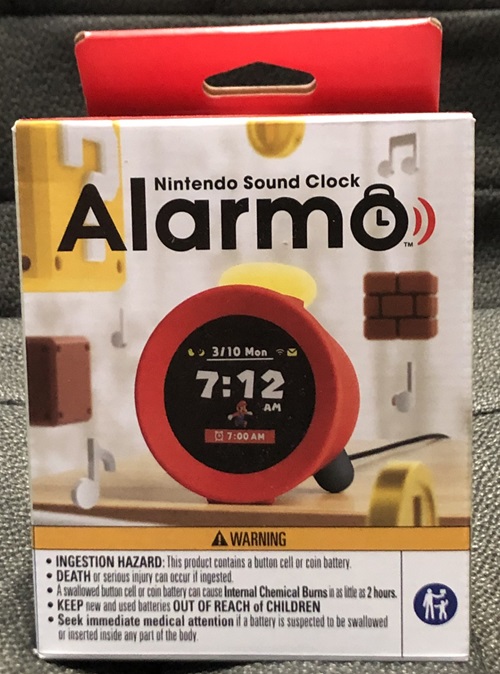 Nintendo Sound Clock
Alarmo
TM
3/10 Mon
7:12
AM
7:00 AM
WARNING
• INGESTION HAZARD: This product contains a button cell or coin battery.
• DEATH or serious injury can occur if ingested.
• A swallowed button cell or coin battery can cause Internal Chemical Burns in as little as 2 hours.
• KEEP new and used batteries OUT OF REACH of CHILDREN
• Seek immediate medical attention if a battery is suspected to be swallowed
or inserted inside any part of the body.